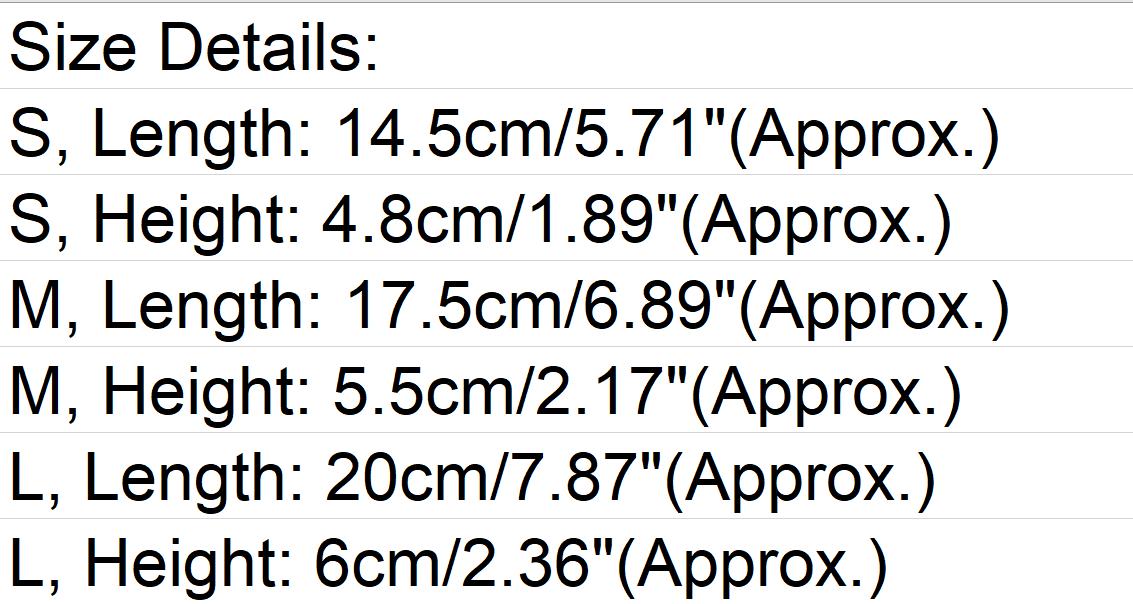 Size Details:
S, Length: 14.5cm/5.71"(Approx.)
S, Height: 4.8cm/1.89"(Approx.)
M, Length: 17.5cm/6.89"(Approx.)
M, Height: 5.5cm/2.17"(Approx.)
L, Length: 20cm/7.87"(Approx.)
L, Height: 6cm/2.36"(Approx.)